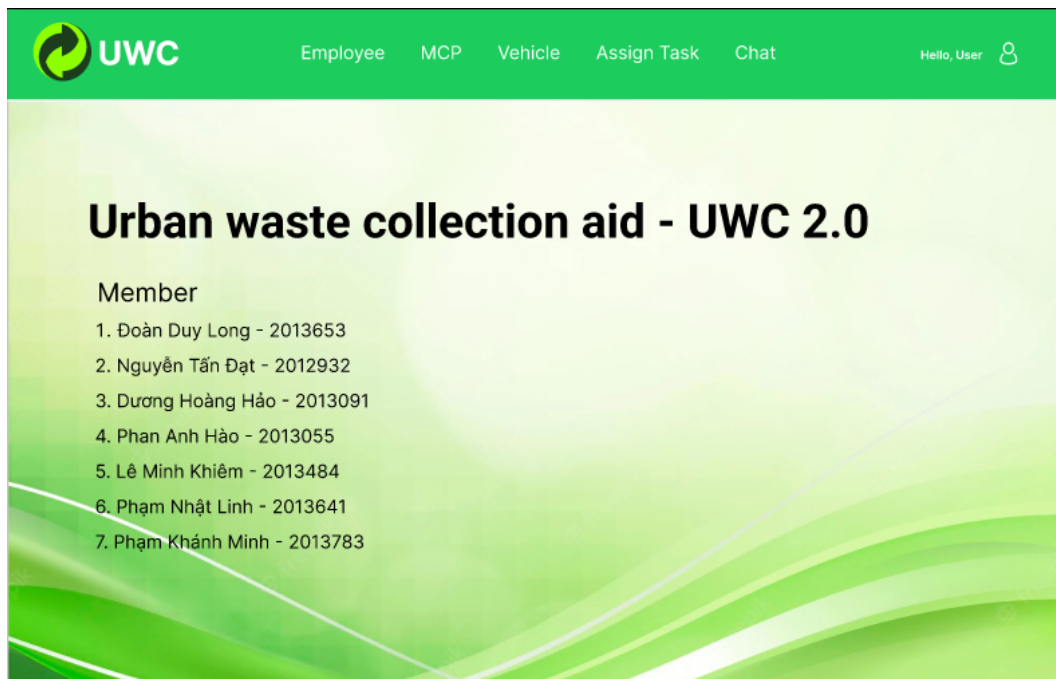 UWC
Employee MCP Vehicle Assign Task Chat
Hello, User
Urban waste collection aid - UWC 2.0
Member
1. Đoàn Duy Long - 2013653
2. Nguyễn Tấn Đạt - 2012932
3. Dương Hoàng Hảo - 2013091
4. Phan Anh Hào - 2013055
5. Lê Minh Khiêm - 2013484
6. Phạm Nhật Linh - 2013641
7. Phạm Khánh Minh - 2013783